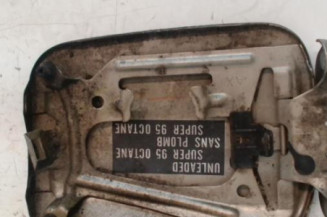 UNLEADED
SUPER 95 OCTANE
SANS PLOMB
SUPER 95 OCTANE